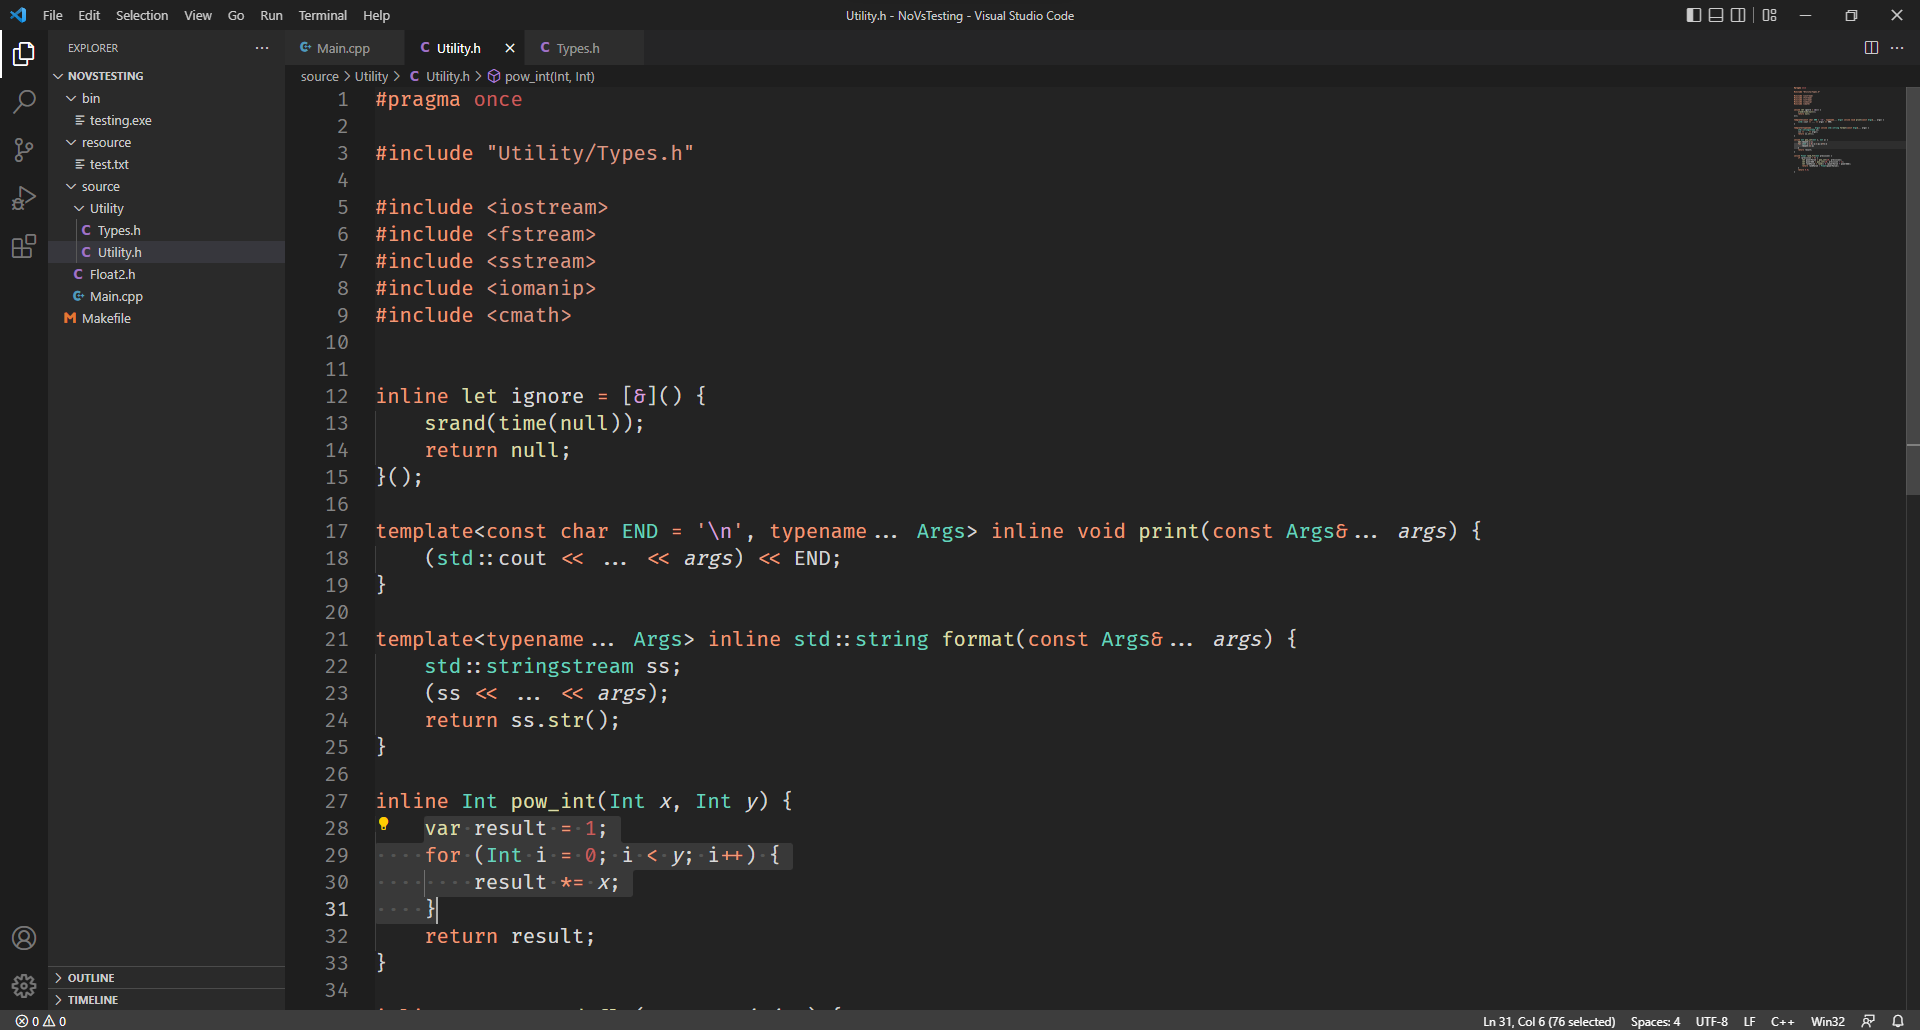 File Edit Selection View Go Run Terminal Help
Utility.h - NoVsTesting - Visual Studio Code
EXPLORER
NOVSTESTING
bin
testing.exe
resource
test.txt
source
Utility
C Types.h
C Utility.h
C Float2.h
Main.cpp
M Makefile
OUTLINE
TIMELINE
Main.cpp
C Utility.h
C Types.h
source > Utility > C Utility.h > pow_int(Int, Int)
1 #pragma once
2
3 #include "Utility/Types.h"
4
5 #include <iostream>
6 #include <fstream>
7 #include <sstream>
8 #include <iomanip>
9 #include <cmath>
10
11
12 inline let ignore = [&]() {
13 srand(time(null));
14 return null;
15 }();
16
17 template<const char END = '\n', typename... Args> inline void print(const Args&... args) {
18 (std::cout << ... << args) << END;
19 }
20
21 template<typename... Args> inline std::string format(const Args&... args) {
22 std::stringstream ss;
23 (ss << ... << args);
24 return ss.str();
25 }
26
27 inline Int pow_int(Int x, Int y) {
28 var result = 1;
29 for (Int i = 0; i < y; i++) {
30 result *= x;
31 }
32 return result;
33 }
34
0 0
Ln 31, Col 6 (76 selected) Spaces: 4 UTF-8 LF C++ Win32